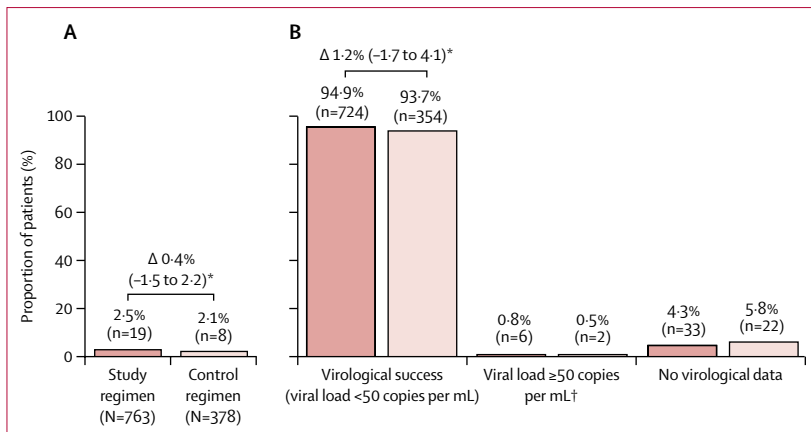 A
B
Δ 1·2% (–1·7 to 4·1)*
94·9%
(n=724)
93·7%
(n=354)
100
80
60
40
20
0
Proportion of patients (%)
Δ 0·4%
(–1·5 to 2·2)*
2·5%
(n=19)
2·1%
(n=8)
0·8%
(n=6)
0·5%
(n=2)
4·3%
(n=33)
5·8%
(n=22)
Study
regimen
(N=763)
Control
regimen
(N=378)
Virological success
(viral load <50 copies per mL)
Viral load ≥50 copies
per mL†
No virological data